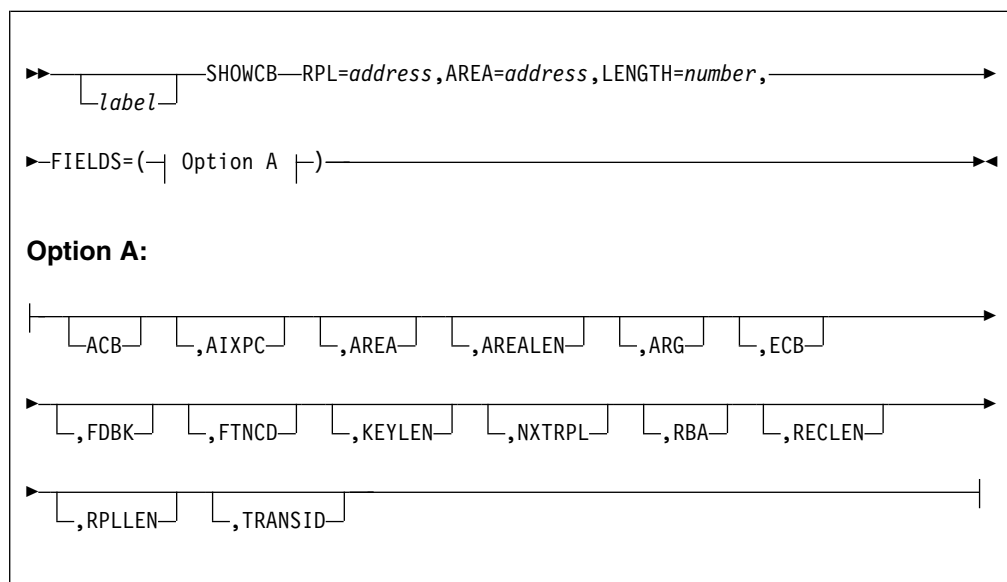 SHOWCB RPL=address,AREA=address,LENGTH=number,
label
FIELDS=( Option A )
Option A:
ACB ,AIXPC ,AREA ,AREALEN ,ARG ,ECB
,FDBK ,FTNCD ,KEYLEN ,NXTRPL ,RBA ,RECLEN
,RPLLEN ,TRANSID